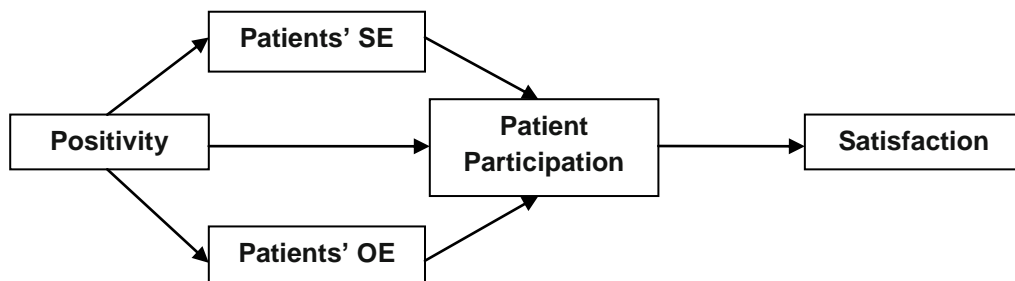 Patients’ SE
Positivity
Patient
Participation
Satisfaction
Patients’ OE